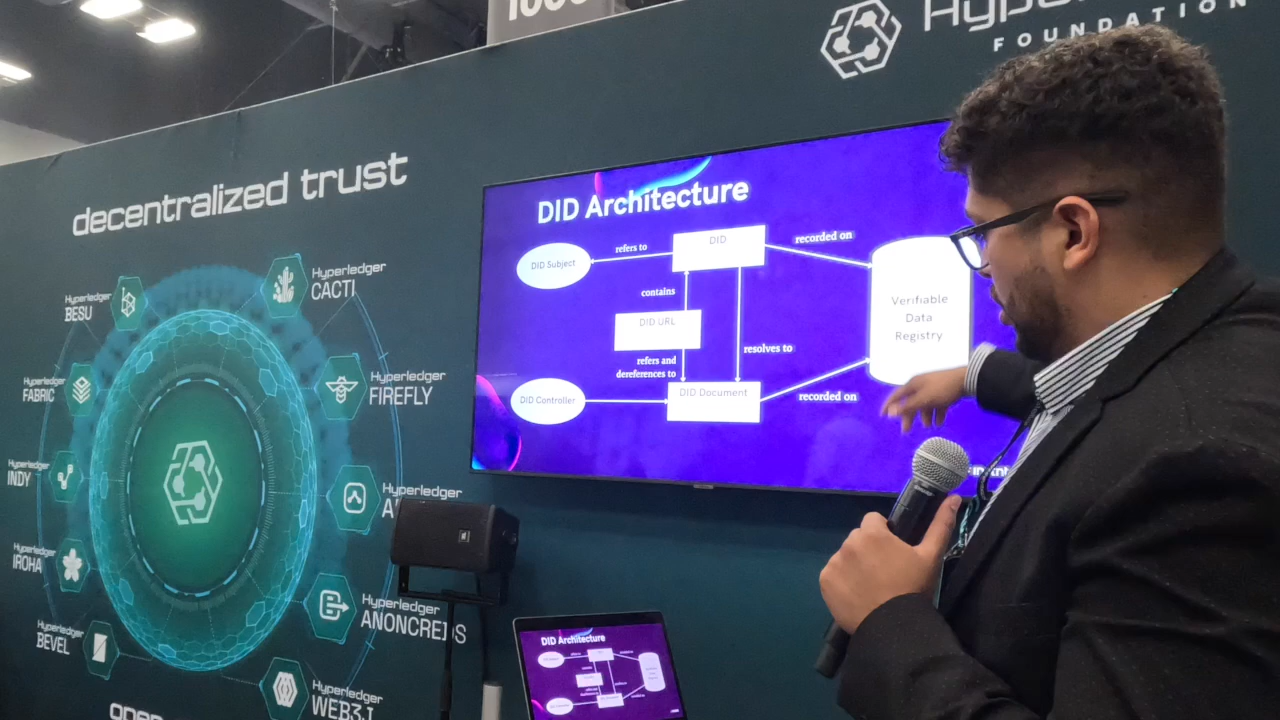 FOUNDATION
decentralized trust
Hyperledger
CACTI
Hyperledger
BESU
Hyperledger
FIREFLY
Hyperledger
FABRIC
Hyperledger
Hyperledger
INDY
Hyperledger
IROHA
Hyperledger
ANONCREDS
Hyperledger
BEVEL
Hyperledger
WEB3J
DID Architecture
DID Subject
refers to
DID
recorded on
contains
DID URL
Verifiable
Data
Registry
refers and
dereferences to
resolves to
DID Controller
DID Document
recorded on
DID Architecture